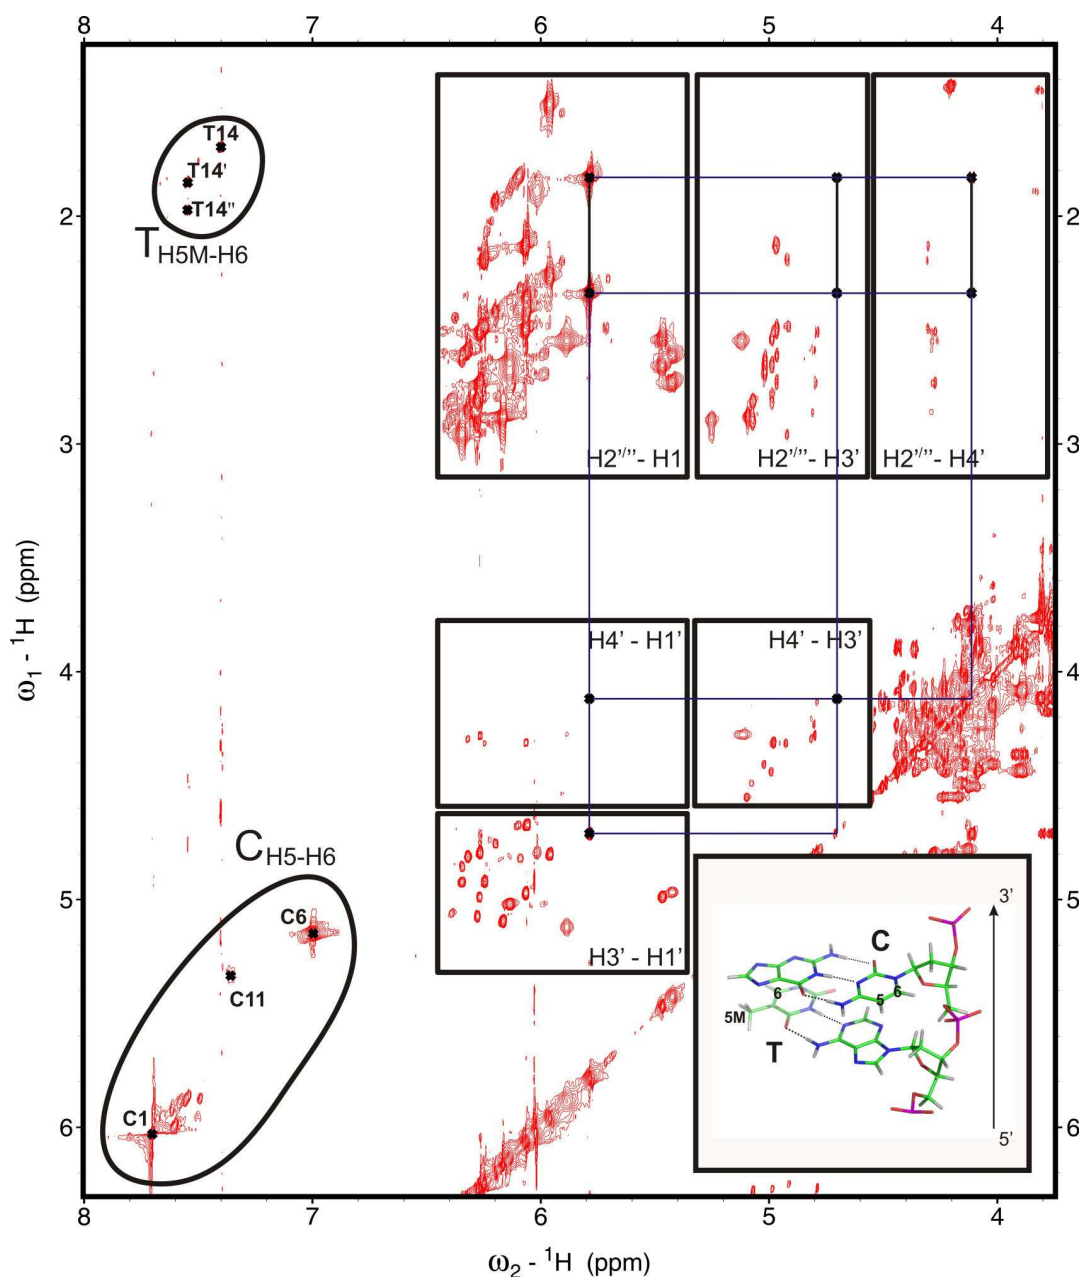 8 7 6 5 4
T14
T14'
T14"
T H5M-H6
2 2
H2'/"- H1 H2'/"- H3' H2'/"- H4'
3 3
ω1 - 1H (ppm)
H4' - H1' H4' - H3'
4 4
C H5-H6
C6
5 5
C11
H3' - H1'
3'
C
6
5 6
5M
T
C1
6 6
5'
8 7 6 5 4
ω2 - 1H (ppm)